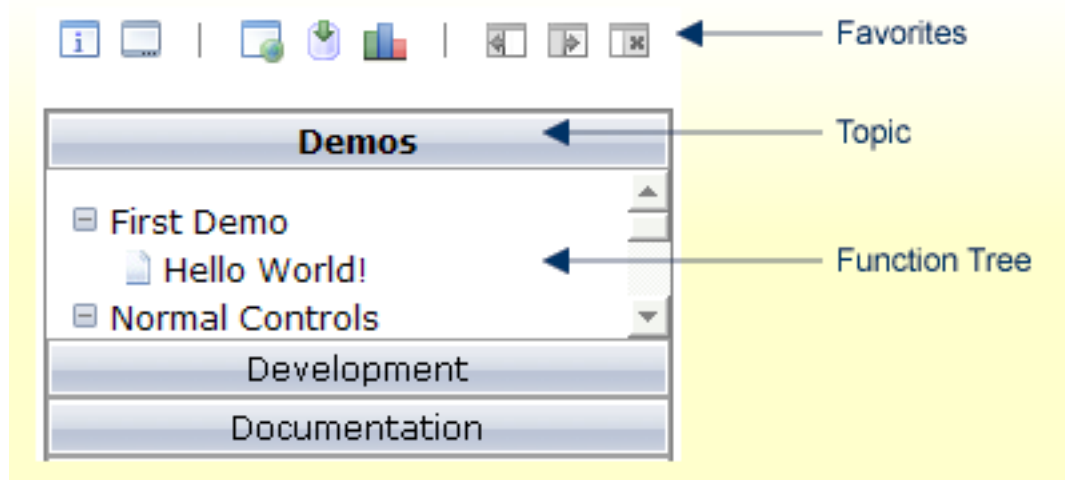 Favorites
Demos
Topic
First Demo
Hello World!
Function Tree
Normal Controls
Development
Documentation